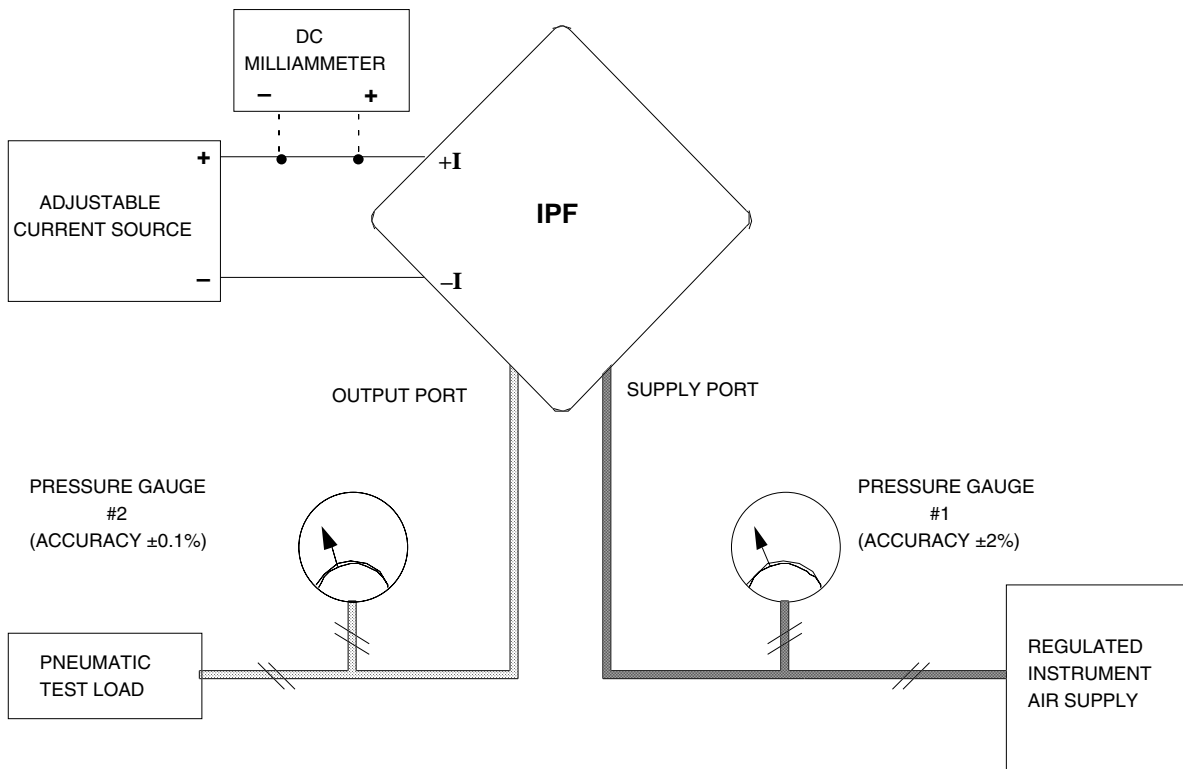 DC
MILLIAMMETER
– +
+
ADJUSTABLE
CURRENT SOURCE
–
+I
IPF
–I
OUTPUT PORT
SUPPLY PORT
PRESSURE GAUGE
#2
(ACCURACY ±0.1%)
PRESSURE GAUGE
#1
(ACCURACY ±2%)
PNEUMATIC
TEST LOAD
REGULATED
INSTRUMENT
AIR SUPPLY